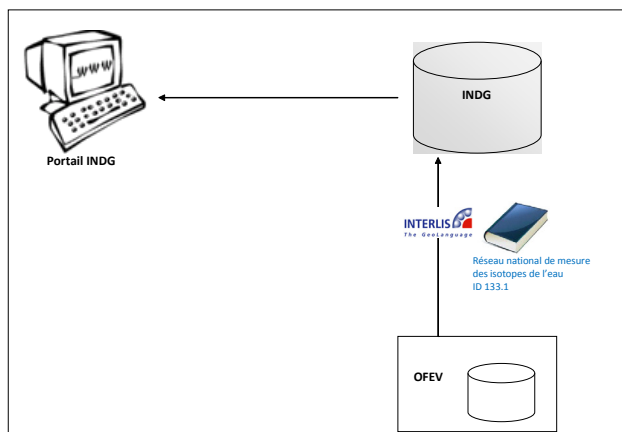 WWW
INDG
Portail INDG
INTERLIS
The GeoLanguage
Réseau national de mesure
des isotopes de l'eau
ID 133.1
OFEV